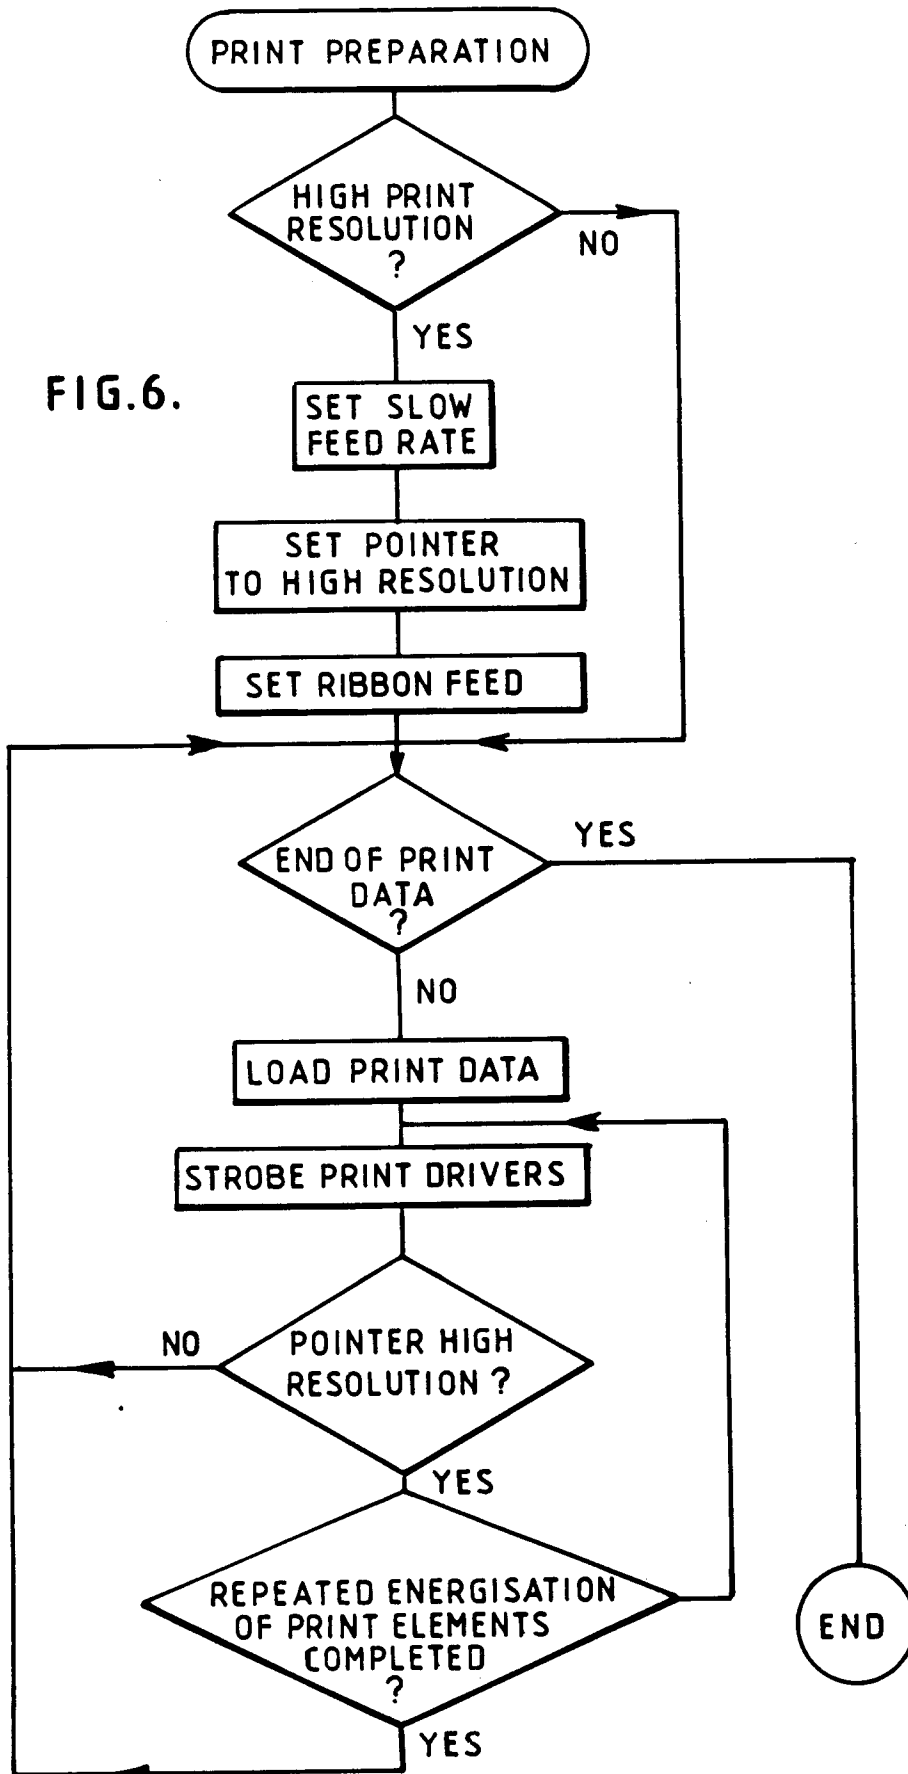 PRINT PREPARATION
HIGH PRINT
RESOLUTION
?
NO
YES
FIG.6.
SET SLOW
FEED RATE
SET POINTER
TO HIGH RESOLUTION
SET RIBBON FEED
END OF PRINT
DATA
?
YES
NO
LOAD PRINT DATA
STROBE PRINT DRIVERS
POINTER HIGH
RESOLUTION ?
NO
YES
REPEATED ENERGISATION
OF PRINT ELEMENTS
COMPLETED
?
YES
END